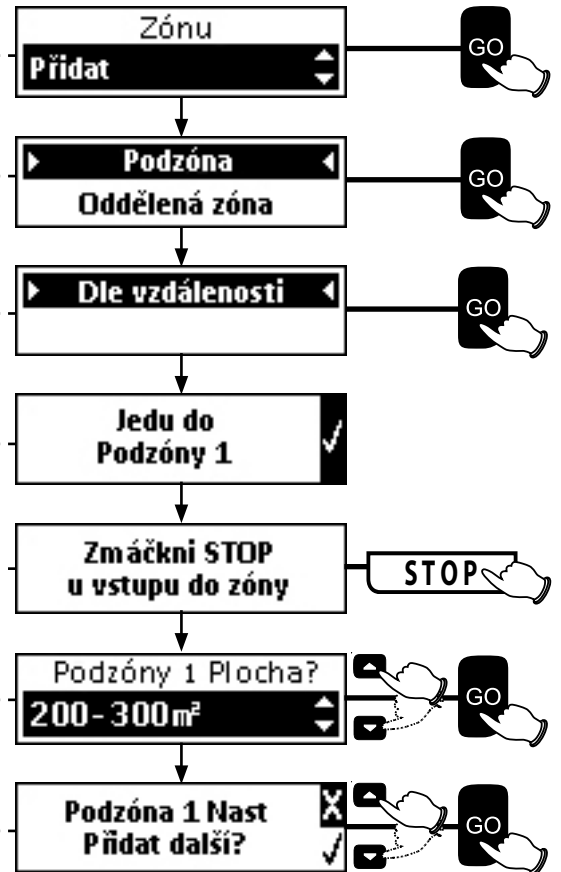 Zónu
Přidat
GO
Podzóna
Oddělená zóna
GO
Dle vzdálenosti
GO
Jedu do
Podzóny 1
Zmáčkni STOP
u vstupu do zóny
STOP
Podzóny 1 Plocha?
200-300m²
GO
Podzóna 1 Nast
Přidat další?
GO